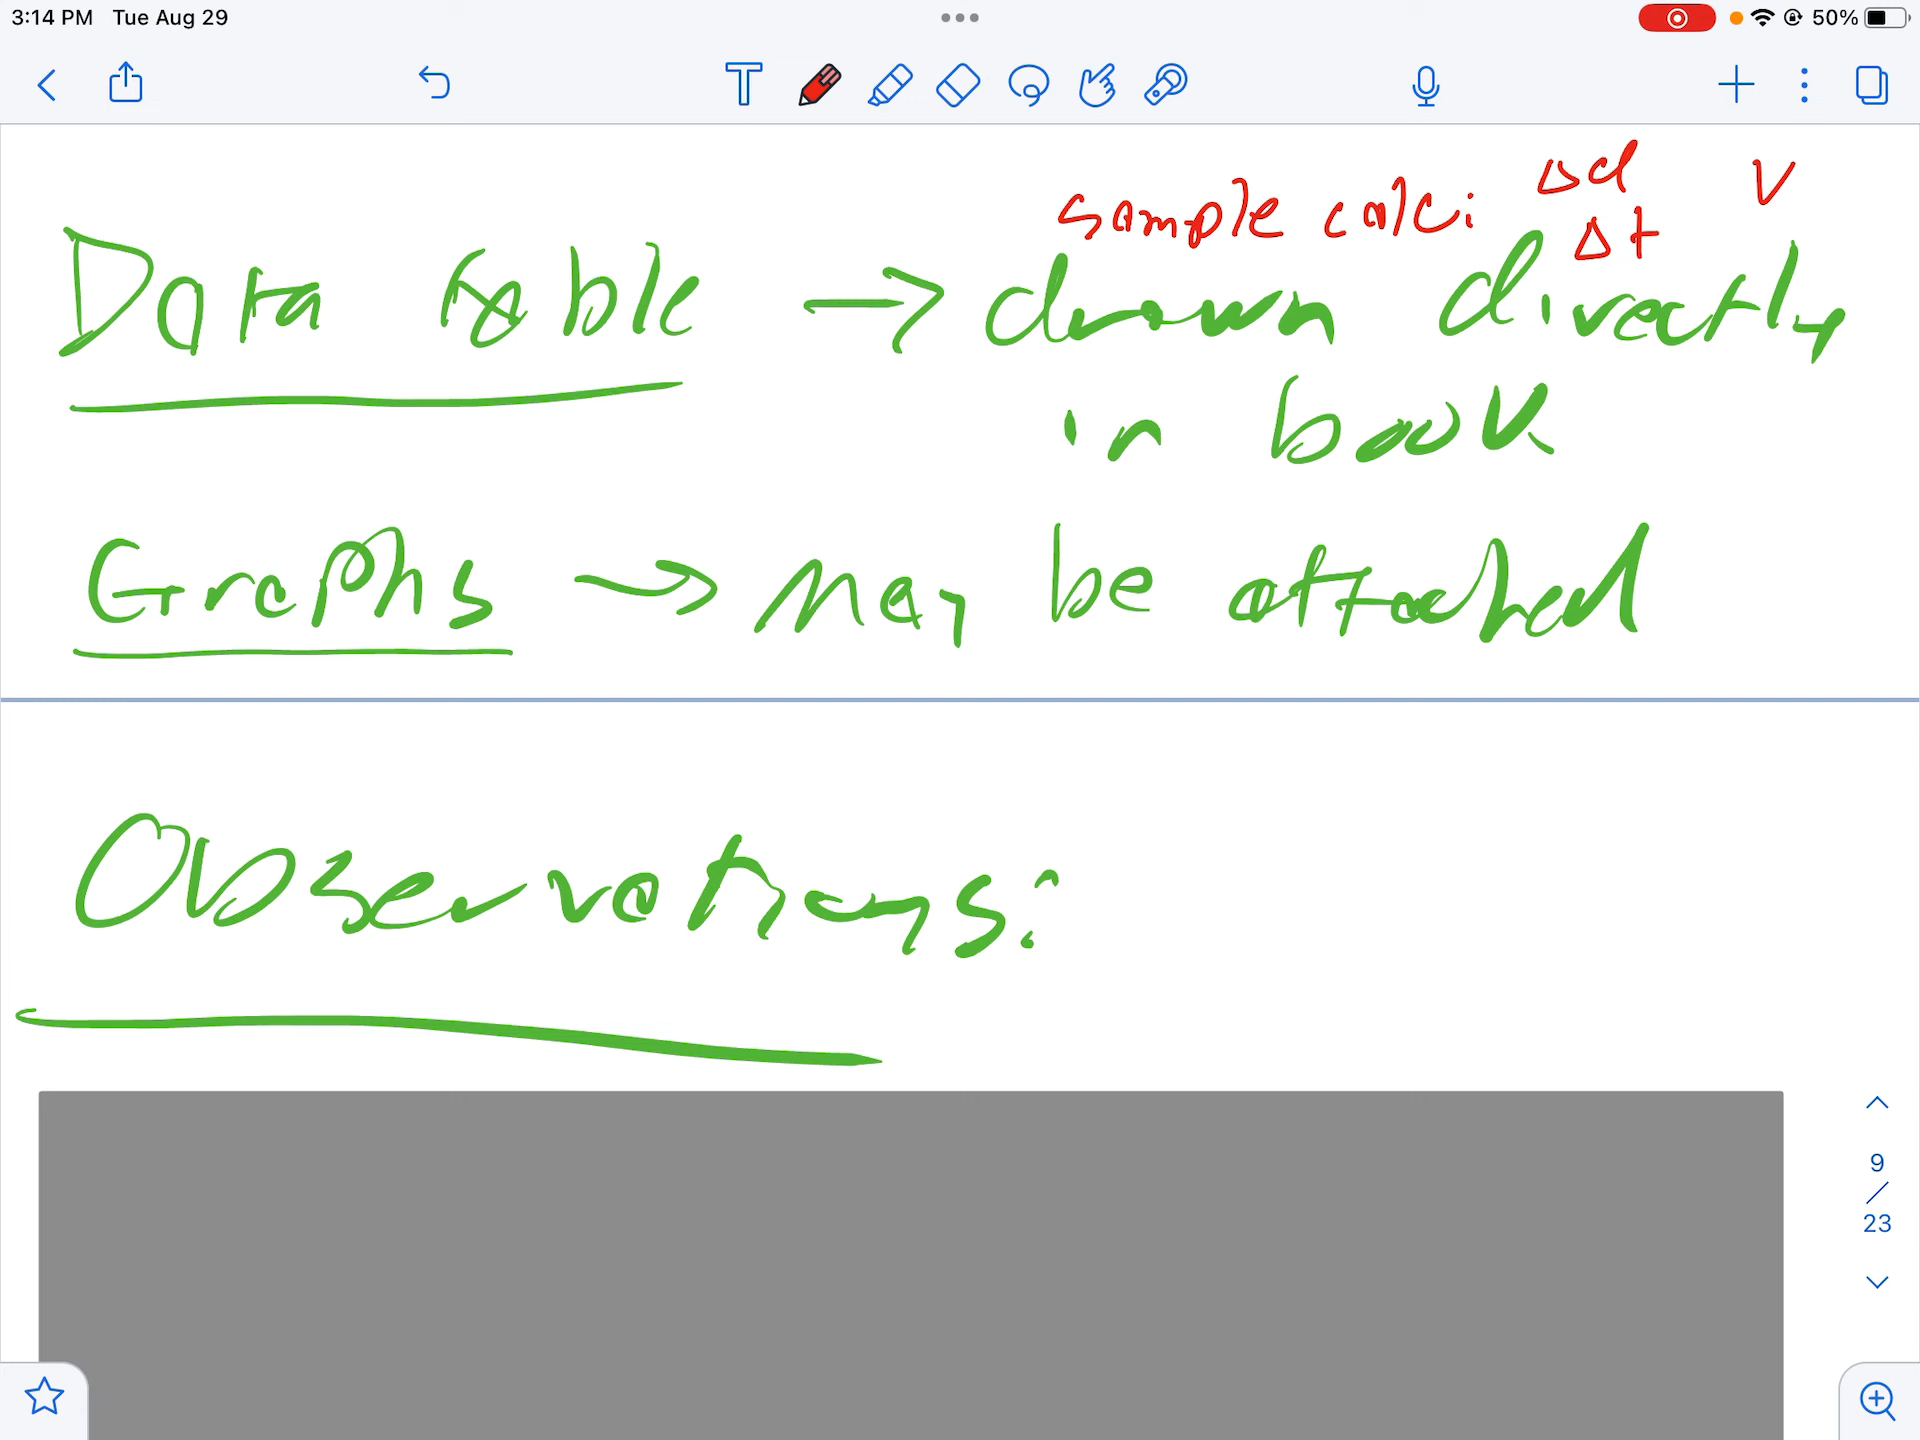 3:14 PM Tue Aug 29
50%
sample calc: Δd V
Δt
Data table → drawn directly
in book
Graphs → may be attached
Observations:
9
/
23